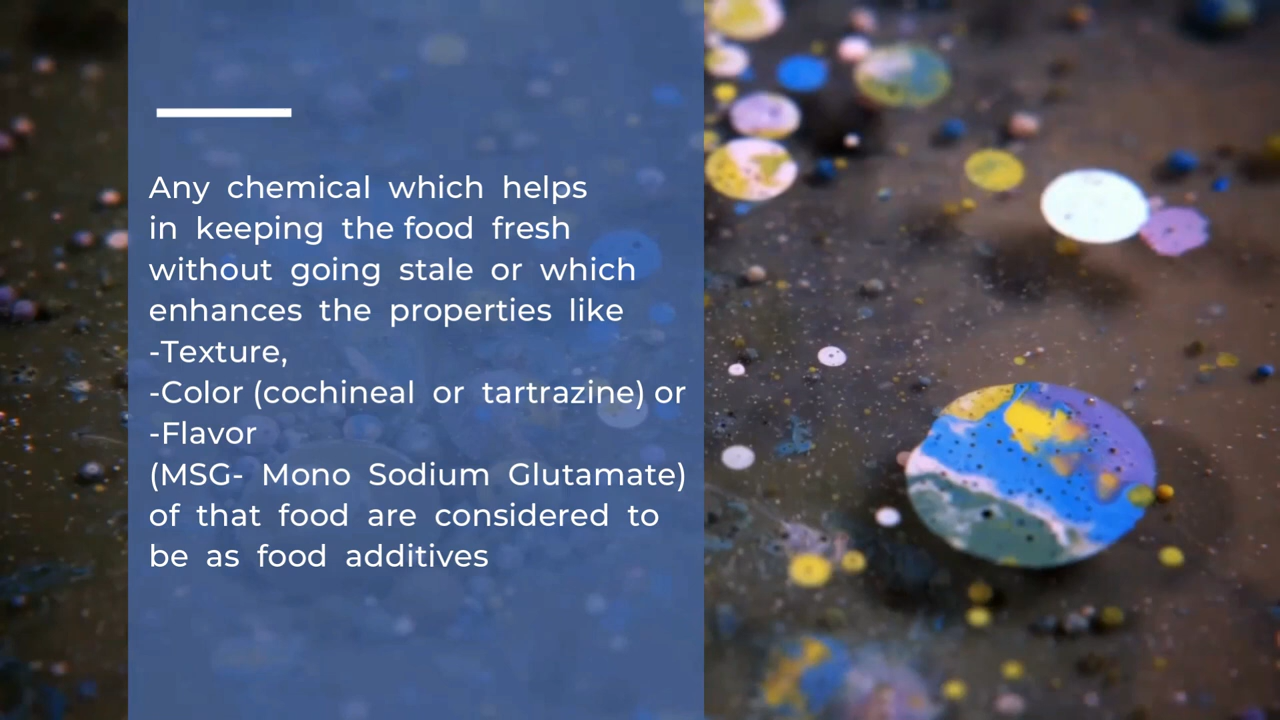 Any chemical which helps
in keeping the food fresh
without going stale or which
enhances the properties like
-Texture,
-Color (cochineal or tartrazine) or
-Flavor
(MSG- Mono Sodium Glutamate)
of that food are considered to
be as food additives